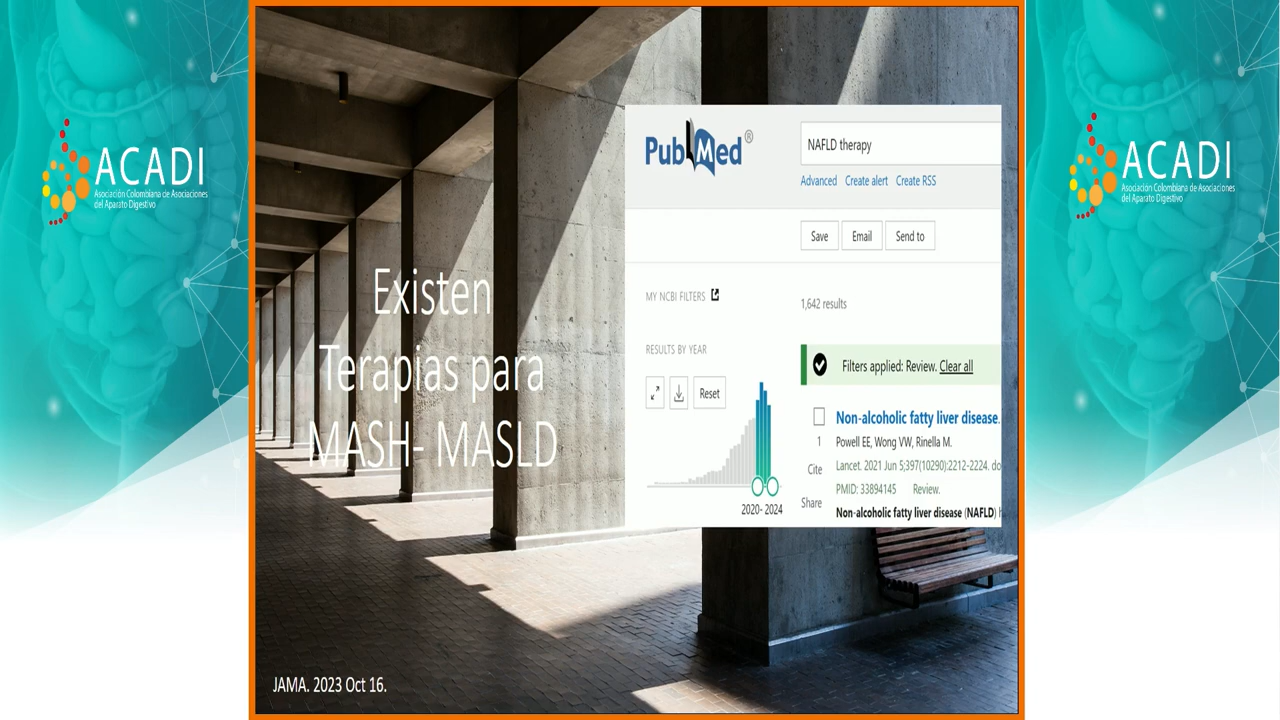 ACADI
Asociación Colombiana de Asociaciones
del Aparato Digestivo
Existen
Terapias para
MASH- MASLD
JAMA. 2023 Oct 16.
PubMed®
NAFLD therapy
Advanced Create alert Create RSS
Save Email Send to
MY NCBI FILTERS
1,642 results
RESULTS BY YEAR
Filters applied: Review. Clear all
Reset
Non-alcoholic fatty liver disease.
1 Powell EE, Wong VW, Rinella M.
Cite Lancet. 2021 Jun 5;397(10290):2212-2224. do
PMID: 33894145 Review.
Share
2020- 2024
Non-alcoholic fatty liver disease (NAFLD)
ACADI
Asociación Colombiana de Asociaciones
del Aparato Digestivo